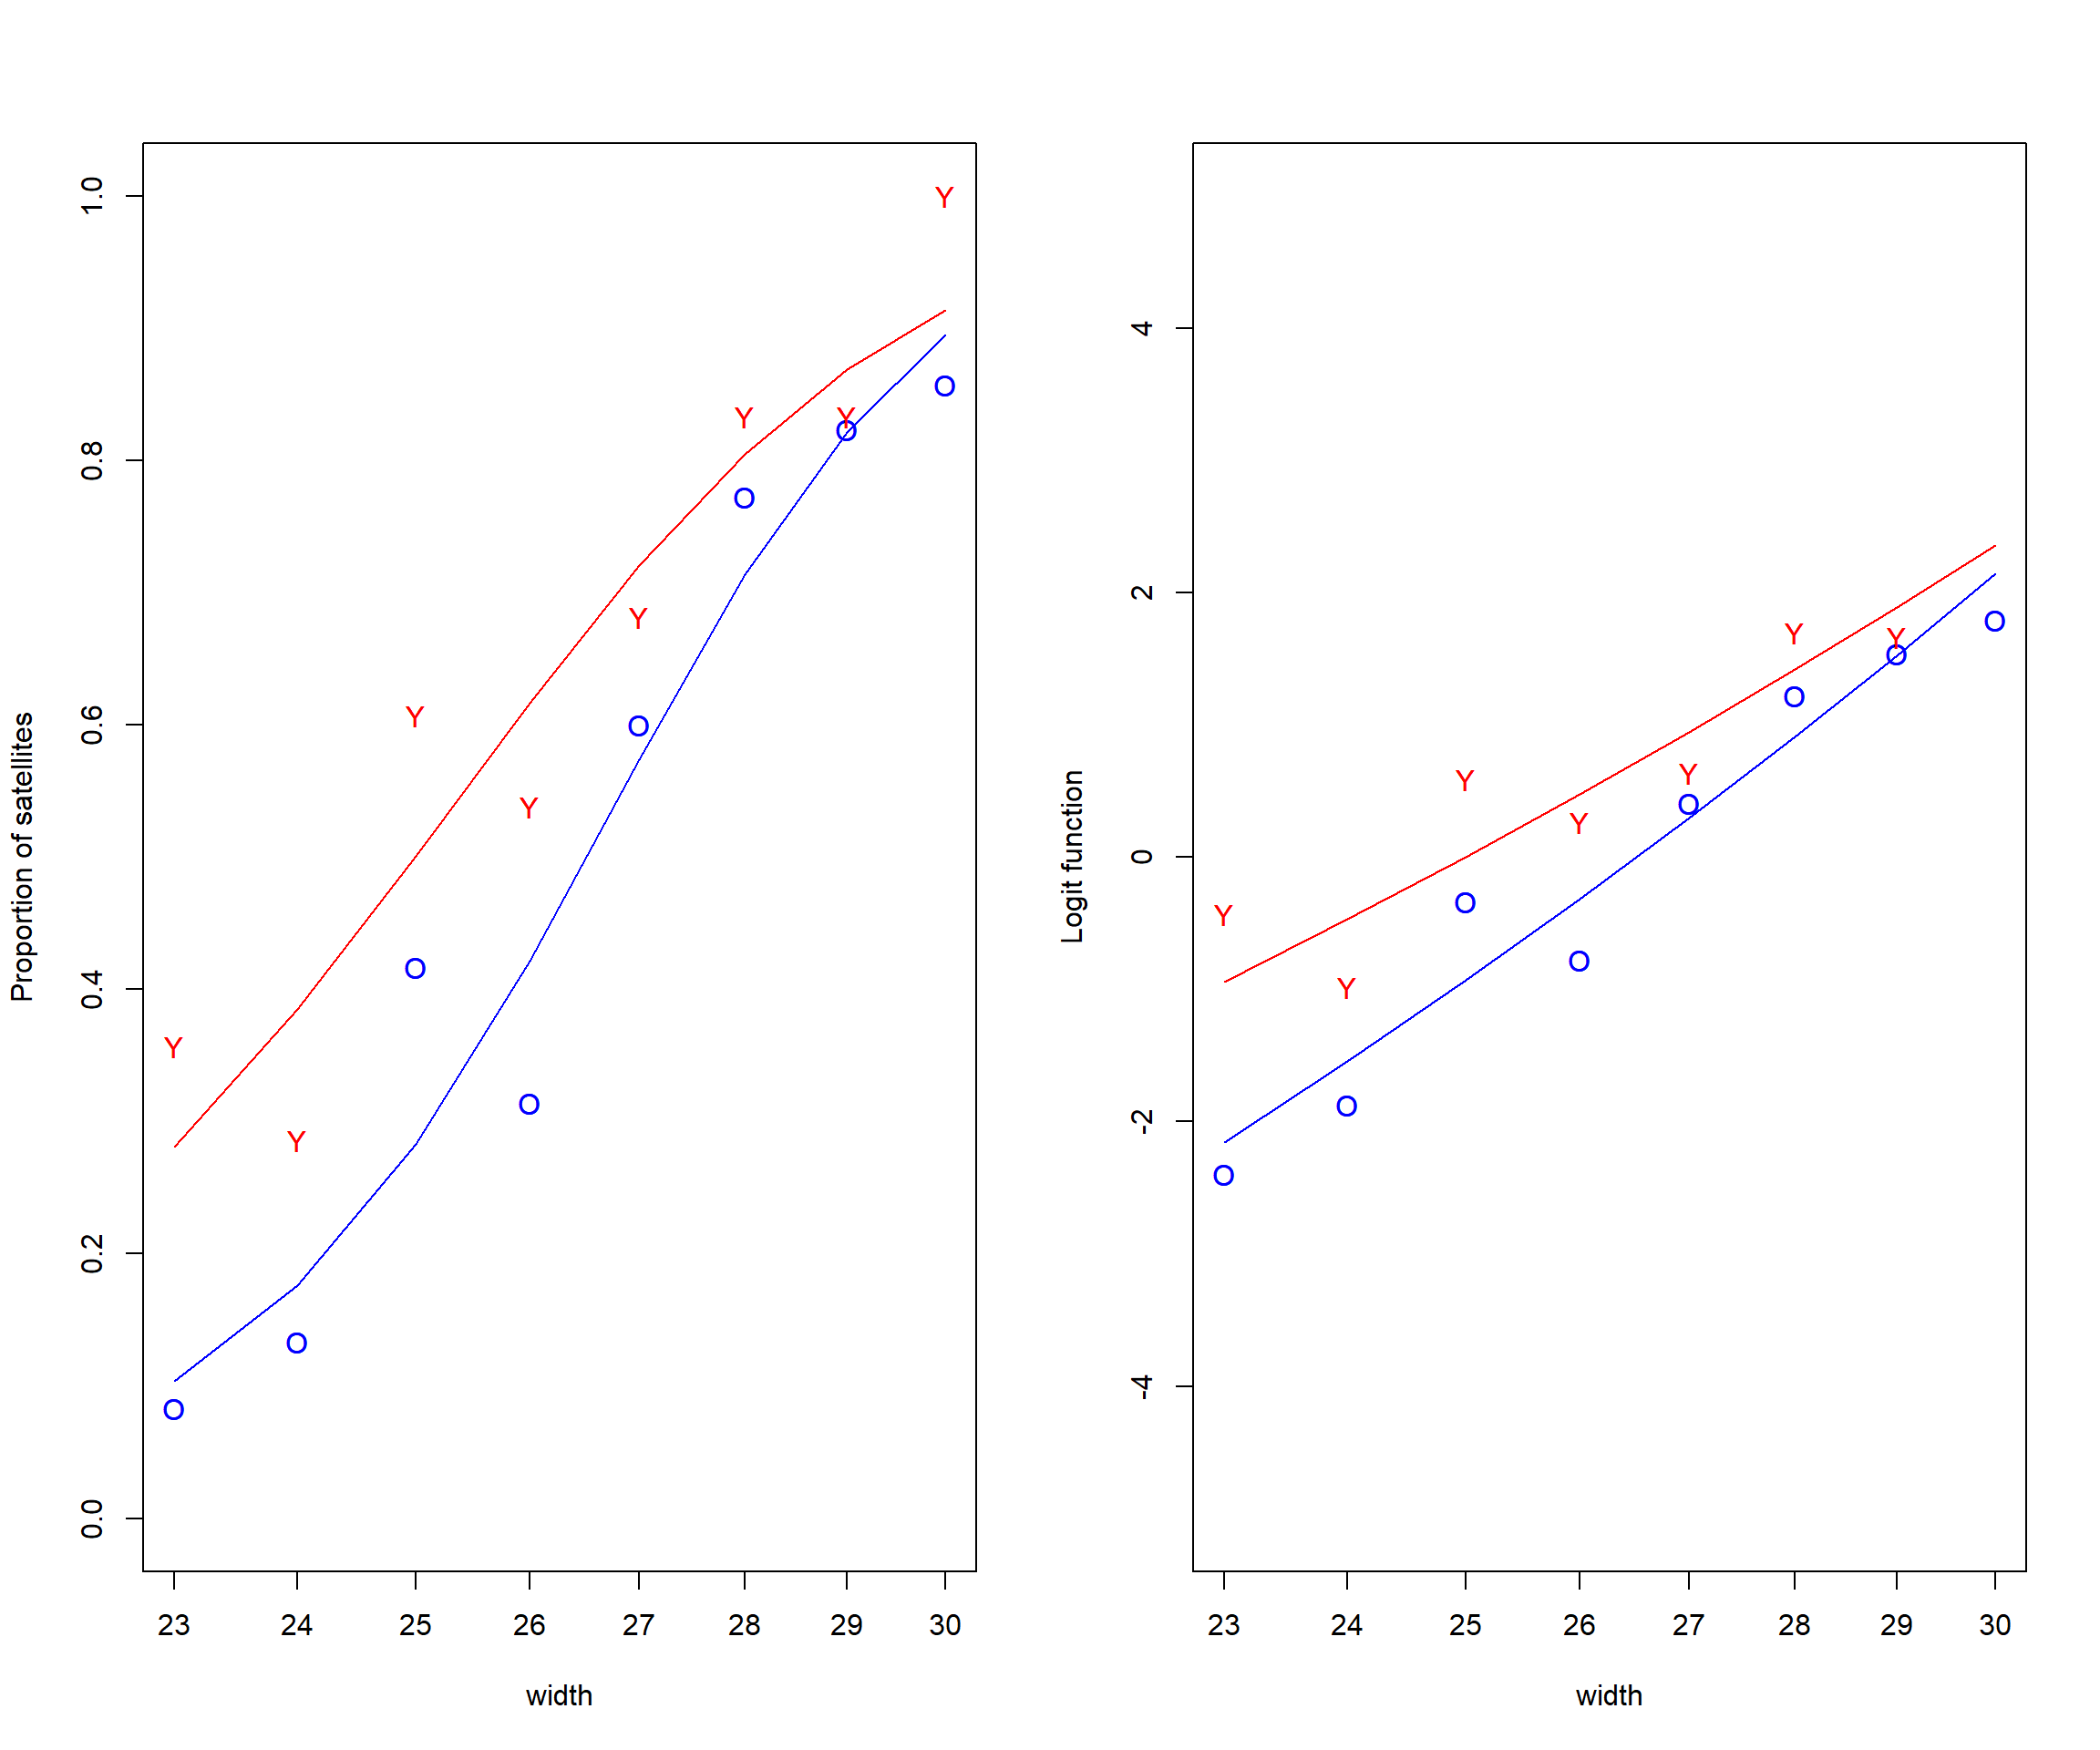 Proportion of satellites
1.0
0.8
0.6
0.4
0.2
0.0
Y Y Y Y Y Y Y Y
O O O O O O O O
23 24 25 26 27 28 29 30
width
Logit function
4
2
0
-2
-4
Y Y Y Y Y Y Y
O O O O O O O O
23 24 25 26 27 28 29 30
width